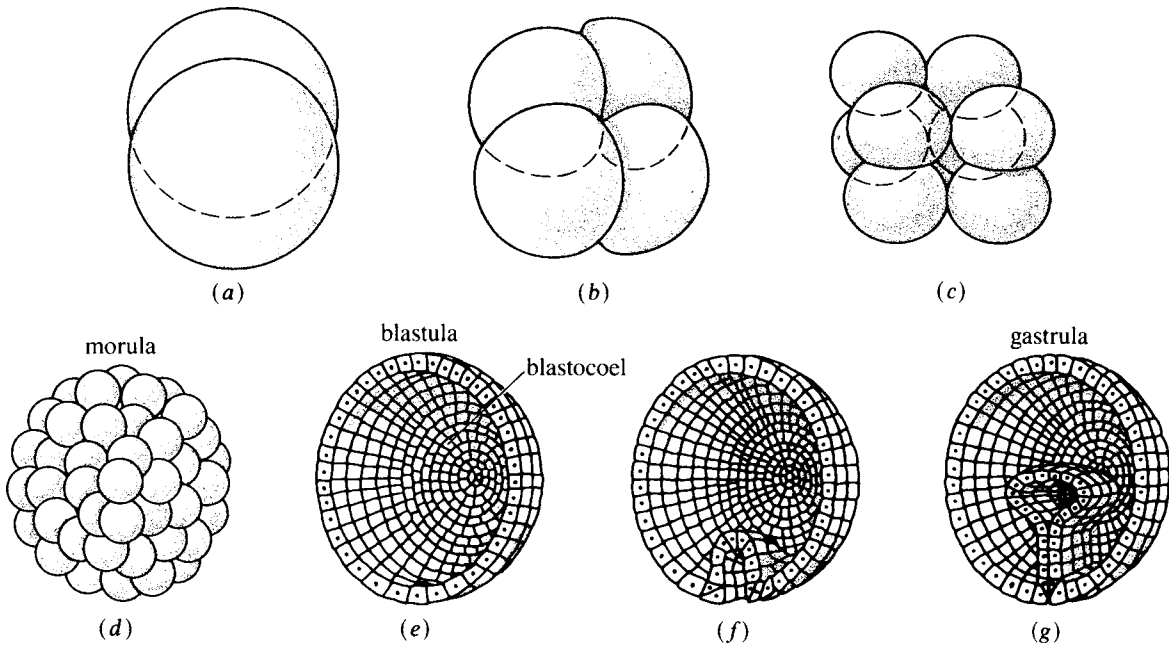 (a)
(b)
(c)
morula
blastula
blastocoel
gastrula
(d)
(e)
(f)
(g)